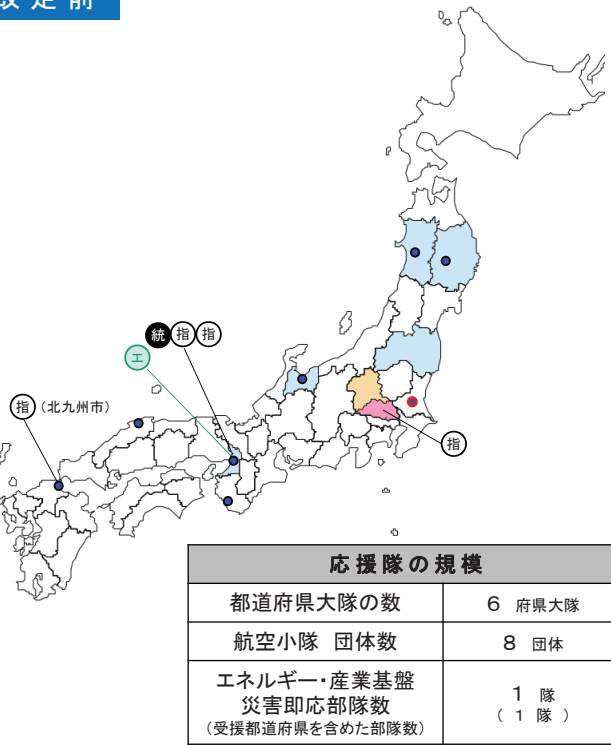 改定前
統 指 指
エ
指 (北九州市)
指
応援隊の規模
都道府県大隊の数 6 府県大隊
航空小隊 団体数 8 団体
エネルギー・産業基盤
災害即応部隊数
(受援都道府県を含めた部隊数)
1 隊
( 1 隊 )